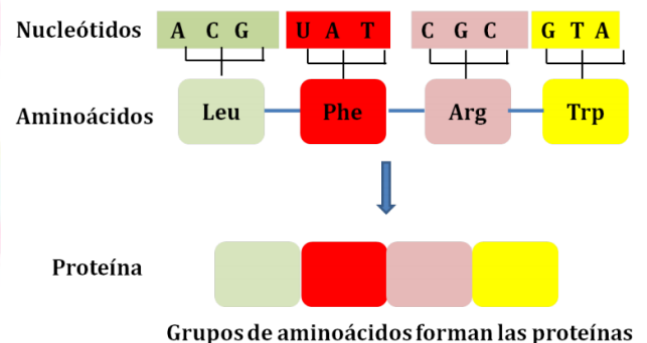 Nucleótidos A C G U A T C G C G T A
Aminoácidos Leu Phe Arg Trp
Proteína
Grupos de aminoácidos forman las proteínas